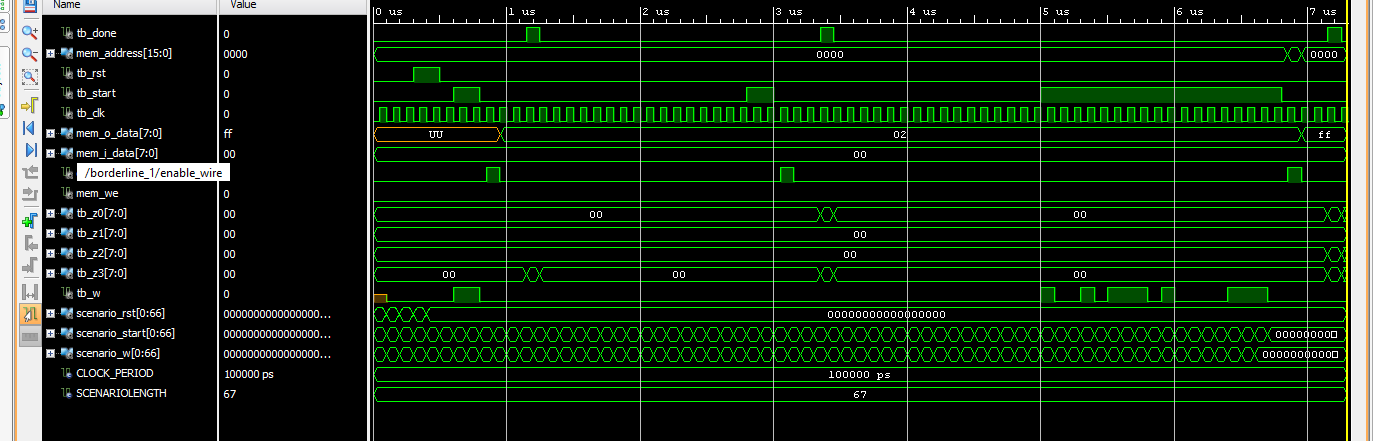 Name Value 0 us 1 us 2 us 3 us 4 us 5 us 6 us 7 us
tb_done 0
mem_address[15:0] 0000 0000 0000
tb_rst 0
tb_start 0
tb_clk 0
mem_o_data[7:0] ff UU 02 ff
mem_i_data[7:0] 00 00
/borderline_1/enable_wire
mem_we 0
tb_z0[7:0] 00 00 00
tb_z1[7:0] 00 00
tb_z2[7:0] 00 00
tb_z3[7:0] 00 00 00 00
tb_w 0
scenario_rst[0:66] 0000000000000000... 00000000000000000
scenario_start[0:66] 0000000000000000... 00000000
scenario_w[0:66] 0000000000000000... 0000000000
CLOCK_PERIOD 100000 ps 100000 ps
SCENARIOLENGTH 67 67